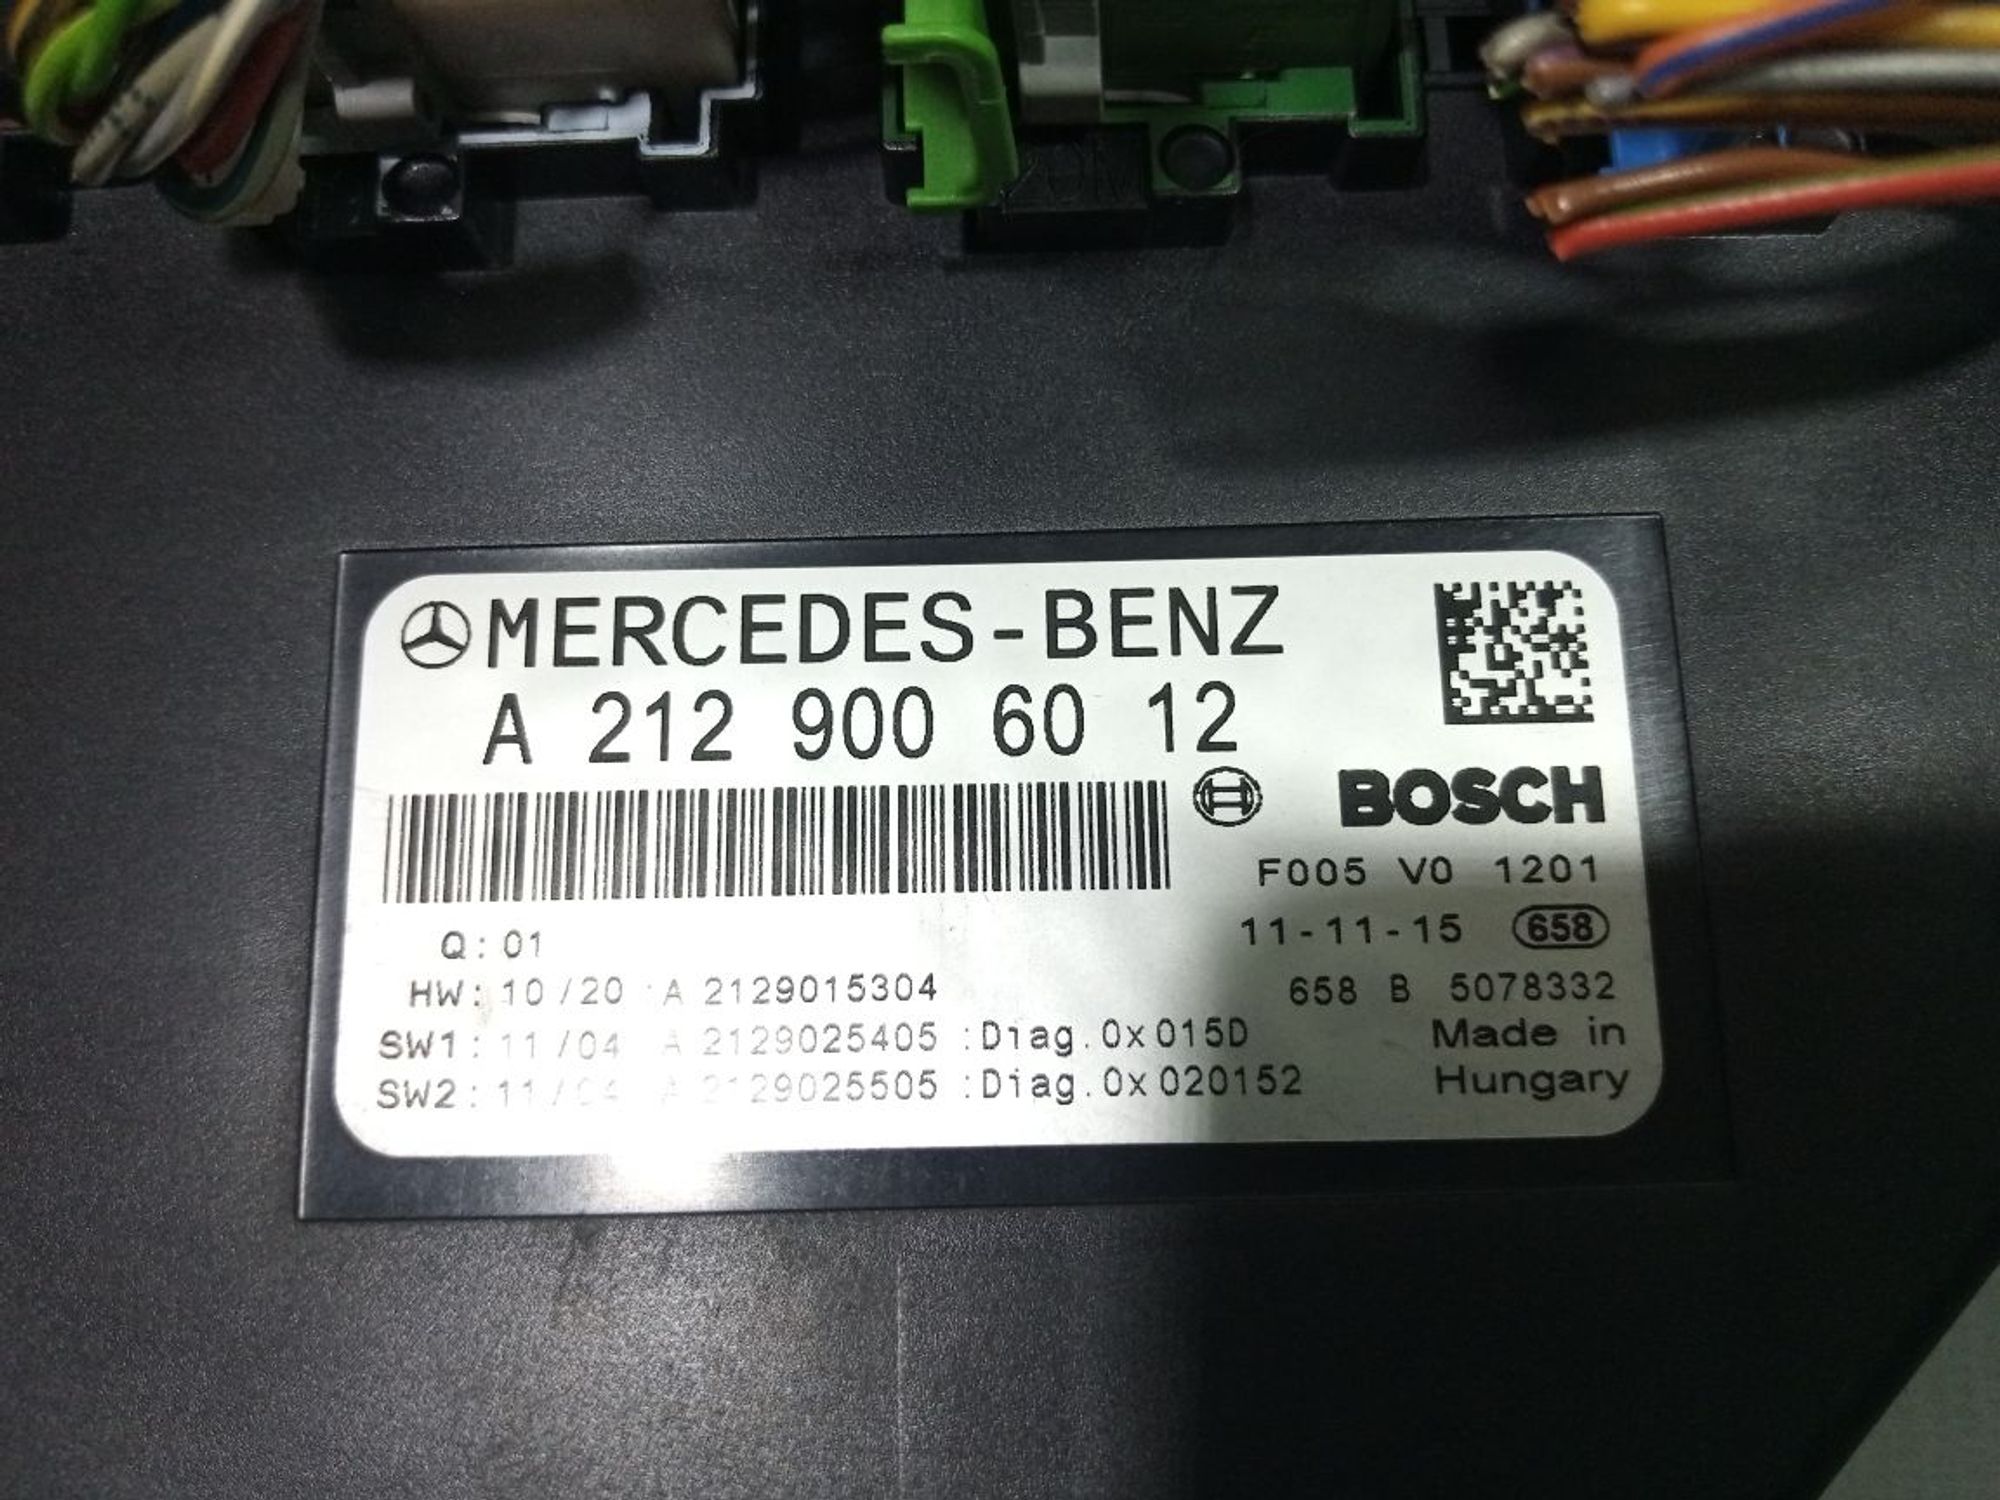 MERCEDES-BENZ
A 212 900 60 12
BOSCH
F005 V0 1201
Q: 01
11-11-15 658
HW: 10/20 A 2129015304
658 B 5078332
SW1: 11/04 A 2129025405 :Diag.0x015D
Made in
SW2: 11/04 A 2129025505 :Diag.0x020152
Hungary